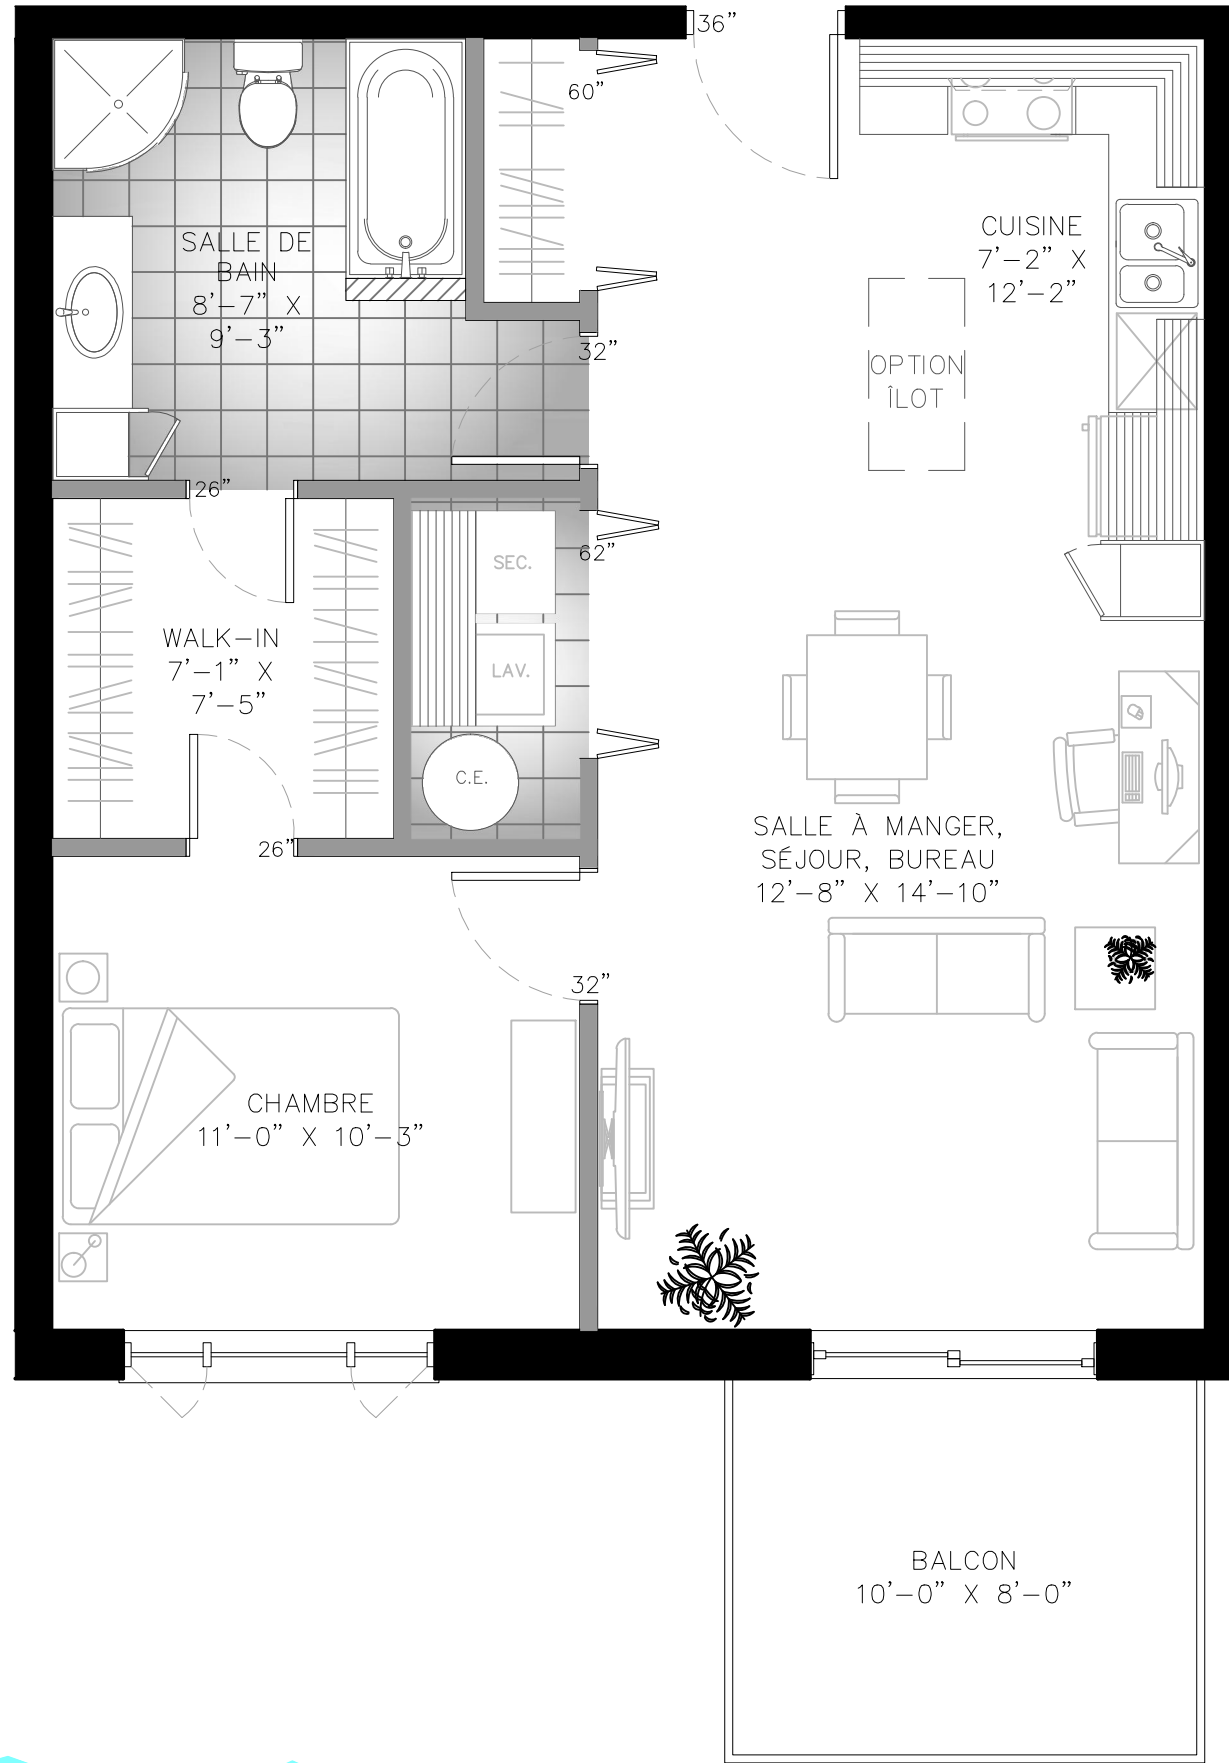 36”
60”
SALLE DE
BAIN
8’-7” X
9’-3”
CUISINE
7’-2” X
12’-2”
32”
OPTION
ÎLOT
26”
62”
SEC.
LAV.
WALK-IN
7’-1” X
7’-5”
C.E.
26”
SALLE À MANGER,
SÉJOUR, BUREAU
12’-8” X 14’-10”
32”
CHAMBRE
11’-0” X 10’-3”
BALCON
10’-0” X 8’-0”